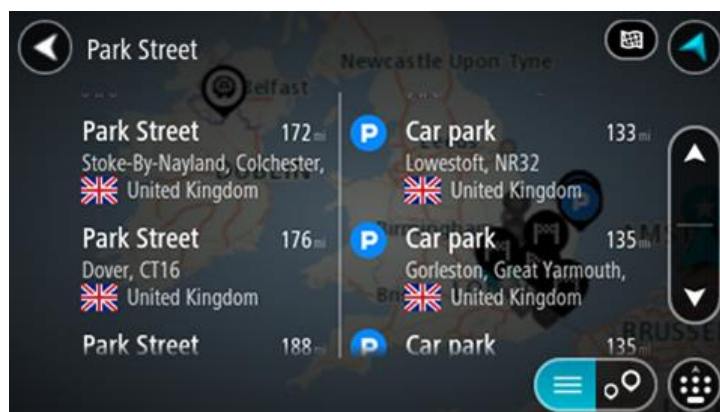 Park Street
Newcastle Upon Tyne
Belfast
Park Street 172 mi
Stoke-By-Nayland, Colchester,
United Kingdom
Park Street 176 mi
Dover, CT16
United Kingdom
Park Street 188
P Car park 133 mi
Lowestoft, NR32
United Kingdom
P Car park 135 mi
Gorleston, Great Yarmouth,
United Kingdom
P Car park 135
DUBLIN